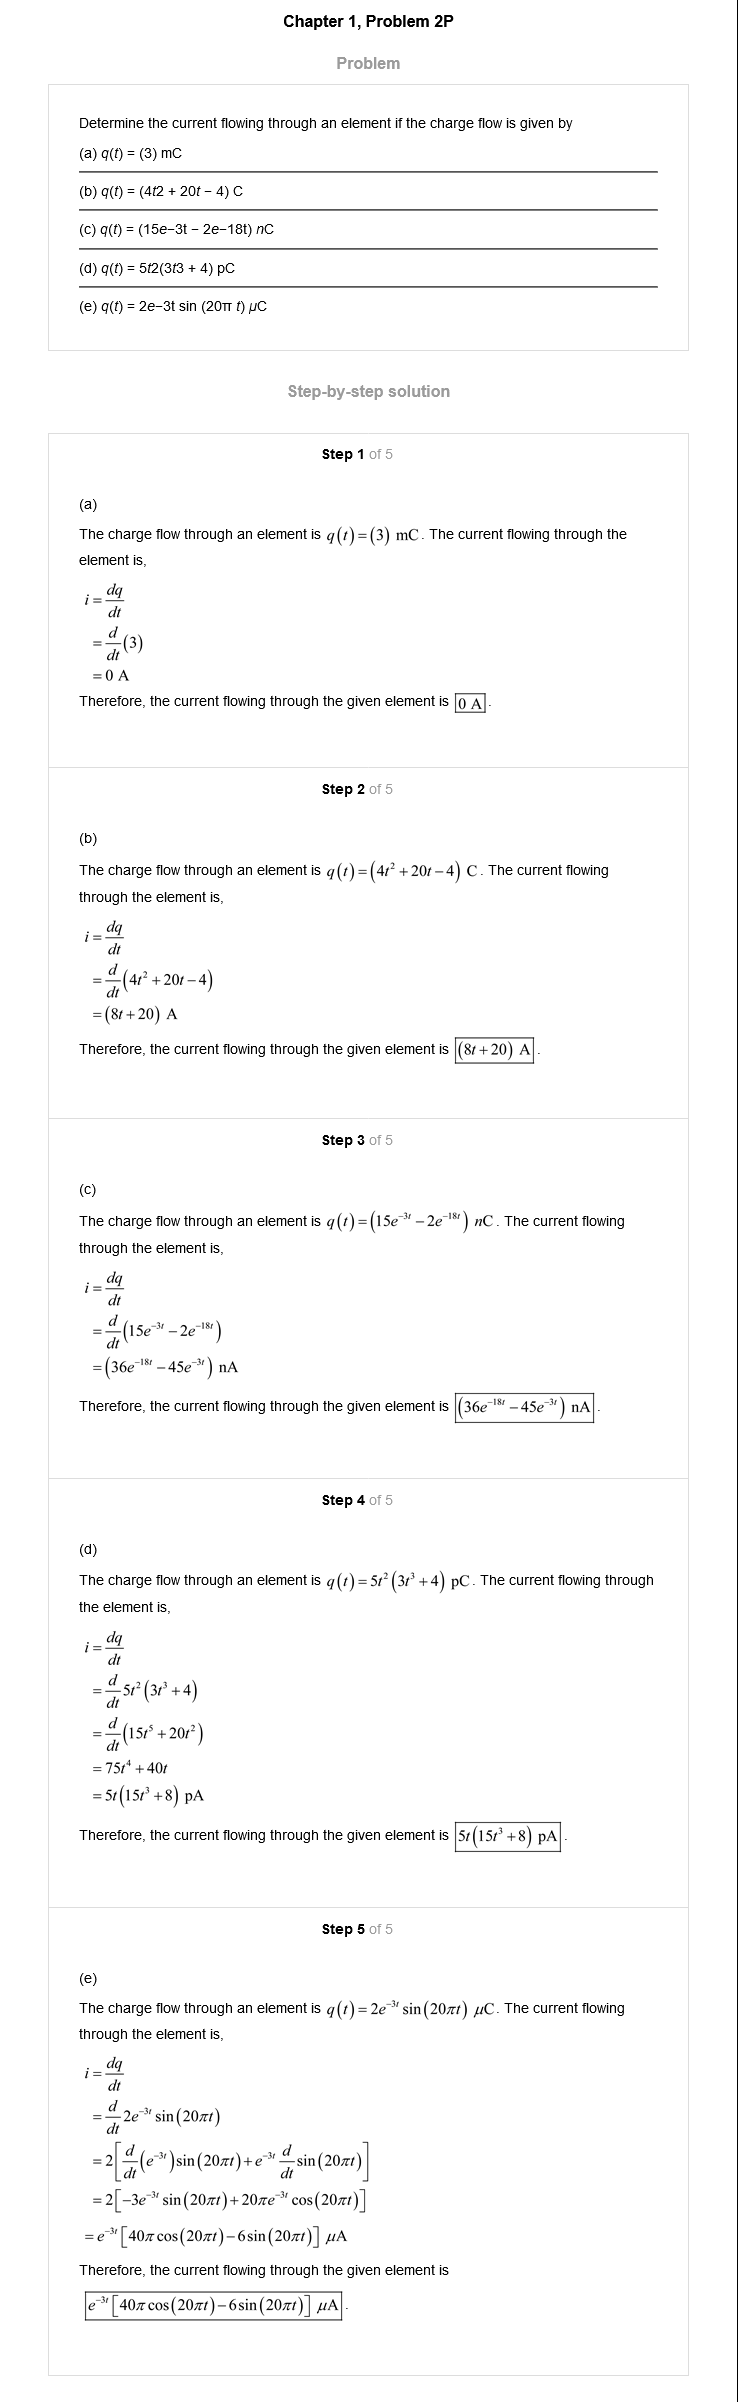 Chapter 1, Problem 2P
Problem
Determine the current flowing through an element if the charge flow is given by
(a) q(t) = (3) mC
(b) q(t) = (4t2 + 20t − 4) C
(c) q(t) = (15e−3t − 2e−18t) nC
(d) q(t) = 5t2(3t3 + 4) pC
(e) q(t) = 2e−3t sin (20π t) µC
Step-by-step solution
Step 1 of 5
(a)
The charge flow through an element is q(t)=(3) mC. The current flowing through the
element is,
i = dq/dt
= d/dt (3)
= 0 A
Therefore, the current flowing through the given element is 0 A.
Step 2 of 5
(b)
The charge flow through an element is q(t)=(4t² + 20t − 4) C. The current flowing
through the element is,
i = dq/dt
= d/dt (4t² + 20t − 4)
= (8t + 20) A
Therefore, the current flowing through the given element is (8t + 20) A.
Step 3 of 5
(c)
The charge flow through an element is q(t)=(15e⁻³ᵗ − 2e⁻¹⁸ᵗ) nC. The current flowing
through the element is,
i = dq/dt
= d/dt (15e⁻³ᵗ − 2e⁻¹⁸ᵗ)
= (36e⁻¹⁸ᵗ − 45e⁻³ᵗ) nA
Therefore, the current flowing through the given element is (36e⁻¹⁸ᵗ − 45e⁻³ᵗ) nA.
Step 4 of 5
(d)
The charge flow through an element is q(t)=5t²(3t³ + 4) pC. The current flowing through
the element is,
i = dq/dt
= d/dt 5t²(3t³ + 4)
= d/dt (15t⁵ + 20t²)
= 75t⁴ + 40t
= 5t(15t³ + 8) pA
Therefore, the current flowing through the given element is 5t(15t³ + 8) pA.
Step 5 of 5
(e)
The charge flow through an element is q(t)=2e⁻³ᵗ sin(20πt) µC. The current flowing
through the element is,
i = dq/dt
= d/dt 2e⁻³ᵗ sin(20πt)
= 2[d/dt (e⁻³ᵗ)sin(20πt) + e⁻³ᵗ d/dt sin(20πt)]
= 2[−3e⁻³ᵗ sin(20πt) + 20πe⁻³ᵗ cos(20πt)]
= e⁻³ᵗ[40π cos(20πt) − 6sin(20πt)] µA
Therefore, the current flowing through the given element is
e⁻³ᵗ[40π cos(20πt) − 6sin(20πt)] µA.